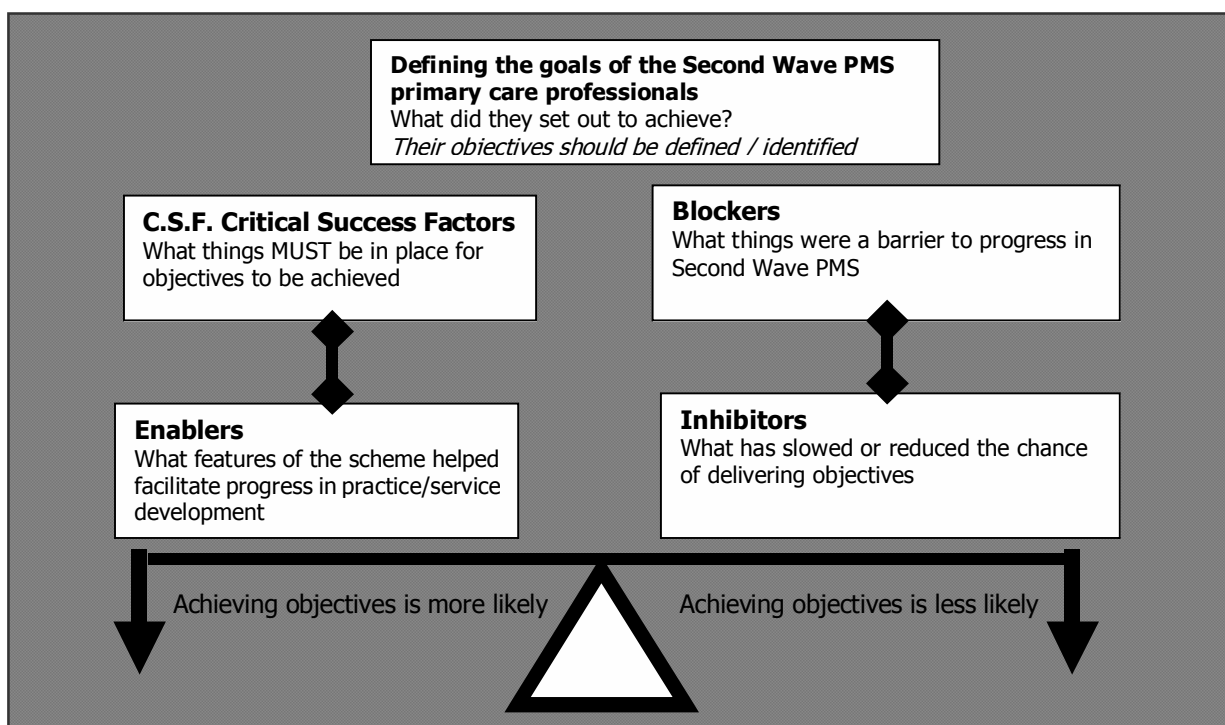 Defining the goals of the Second Wave PMS
primary care professionals
What did they set out to achieve?
Their objectives should be defined / identified
C.S.F. Critical Success Factors
What things MUST be in place for
objectives to be achieved
Blockers
What things were a barrier to progress in
Second Wave PMS
Enablers
What features of the scheme helped
facilitate progress in practice/service
development
Inhibitors
What has slowed or reduced the chance
of delivering objectives
Achieving objectives is more likely
Achieving objectives is less likely